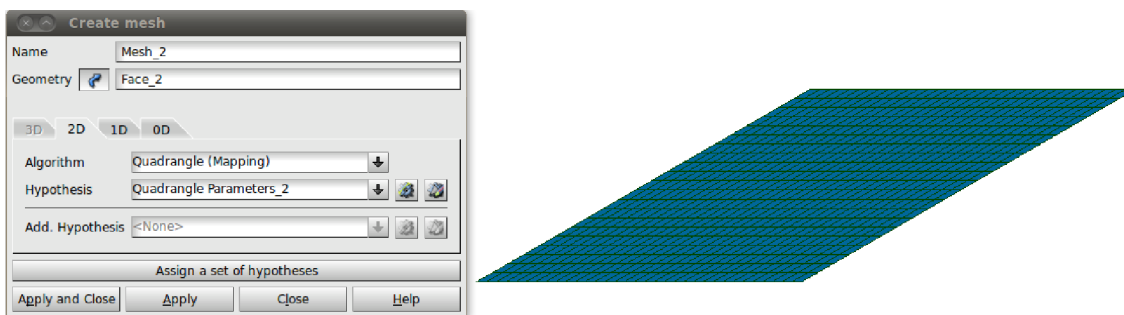 Create mesh
Name Mesh_2
Geometry Face_2
3D 2D 1D 0D
Algorithm Quadrangle (Mapping)
Hypothesis Quadrangle Parameters_2
Add. Hypothesis <None>
Assign a set of hypotheses
Apply and Close Apply Close Help